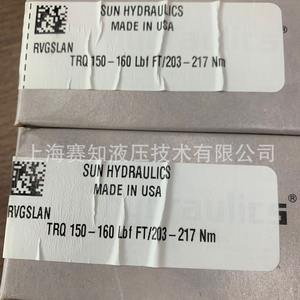 SUN HYDRAULICS
MADE IN USA
RVGSLAN
TRQ 150-160 Lbf FT/203-217 Nm
上海赛知液压技术有限公司
SUN HYDRAULICS
MADE IN USA
RVGSLAN
TRQ 150-160 Lbf FT/203-217 Nm